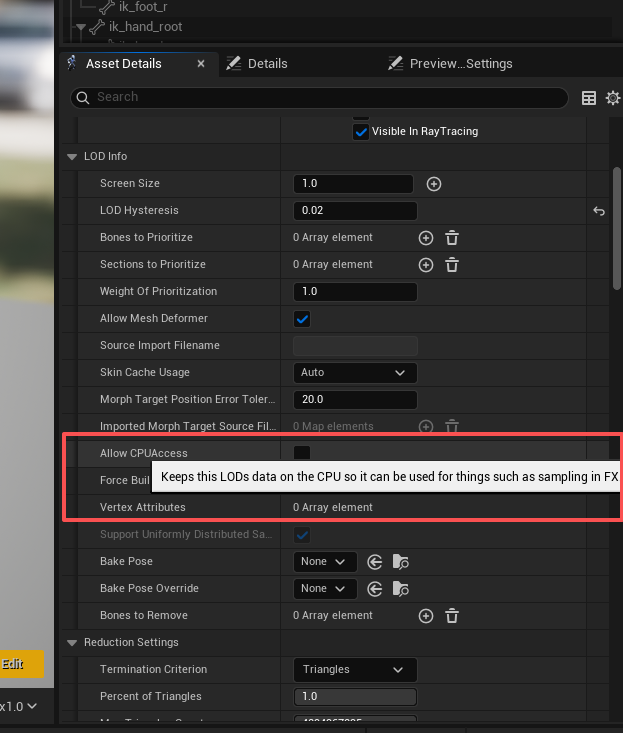 ik_foot_r
ik_hand_root
Asset Details
Details
Preview...Settings
Search
Visible In RayTracing
LOD Info
Screen Size 1.0
LOD Hysteresis 0.02
Bones to Prioritize 0 Array element
Sections to Prioritize 0 Array element
Weight Of Prioritization 1.0
Allow Mesh Deformer
Source Import Filename
Skin Cache Usage Auto
Morph Target Position Error Toler...
20.0
Imported Morph Target Source Fil... 0 Map elements
Allow CPUAccess
Force Buil
Keeps this LODs data on the CPU so it can be used for things such as sampling in FX
Vertex Attributes 0 Array element
Support Uniformly Distributed Sa...
Bake Pose None
Bake Pose Override None
Bones to Remove 0 Array element
Reduction Settings
Edit
Termination Criterion Triangles
Percent of Triangles 1.0
x1.0